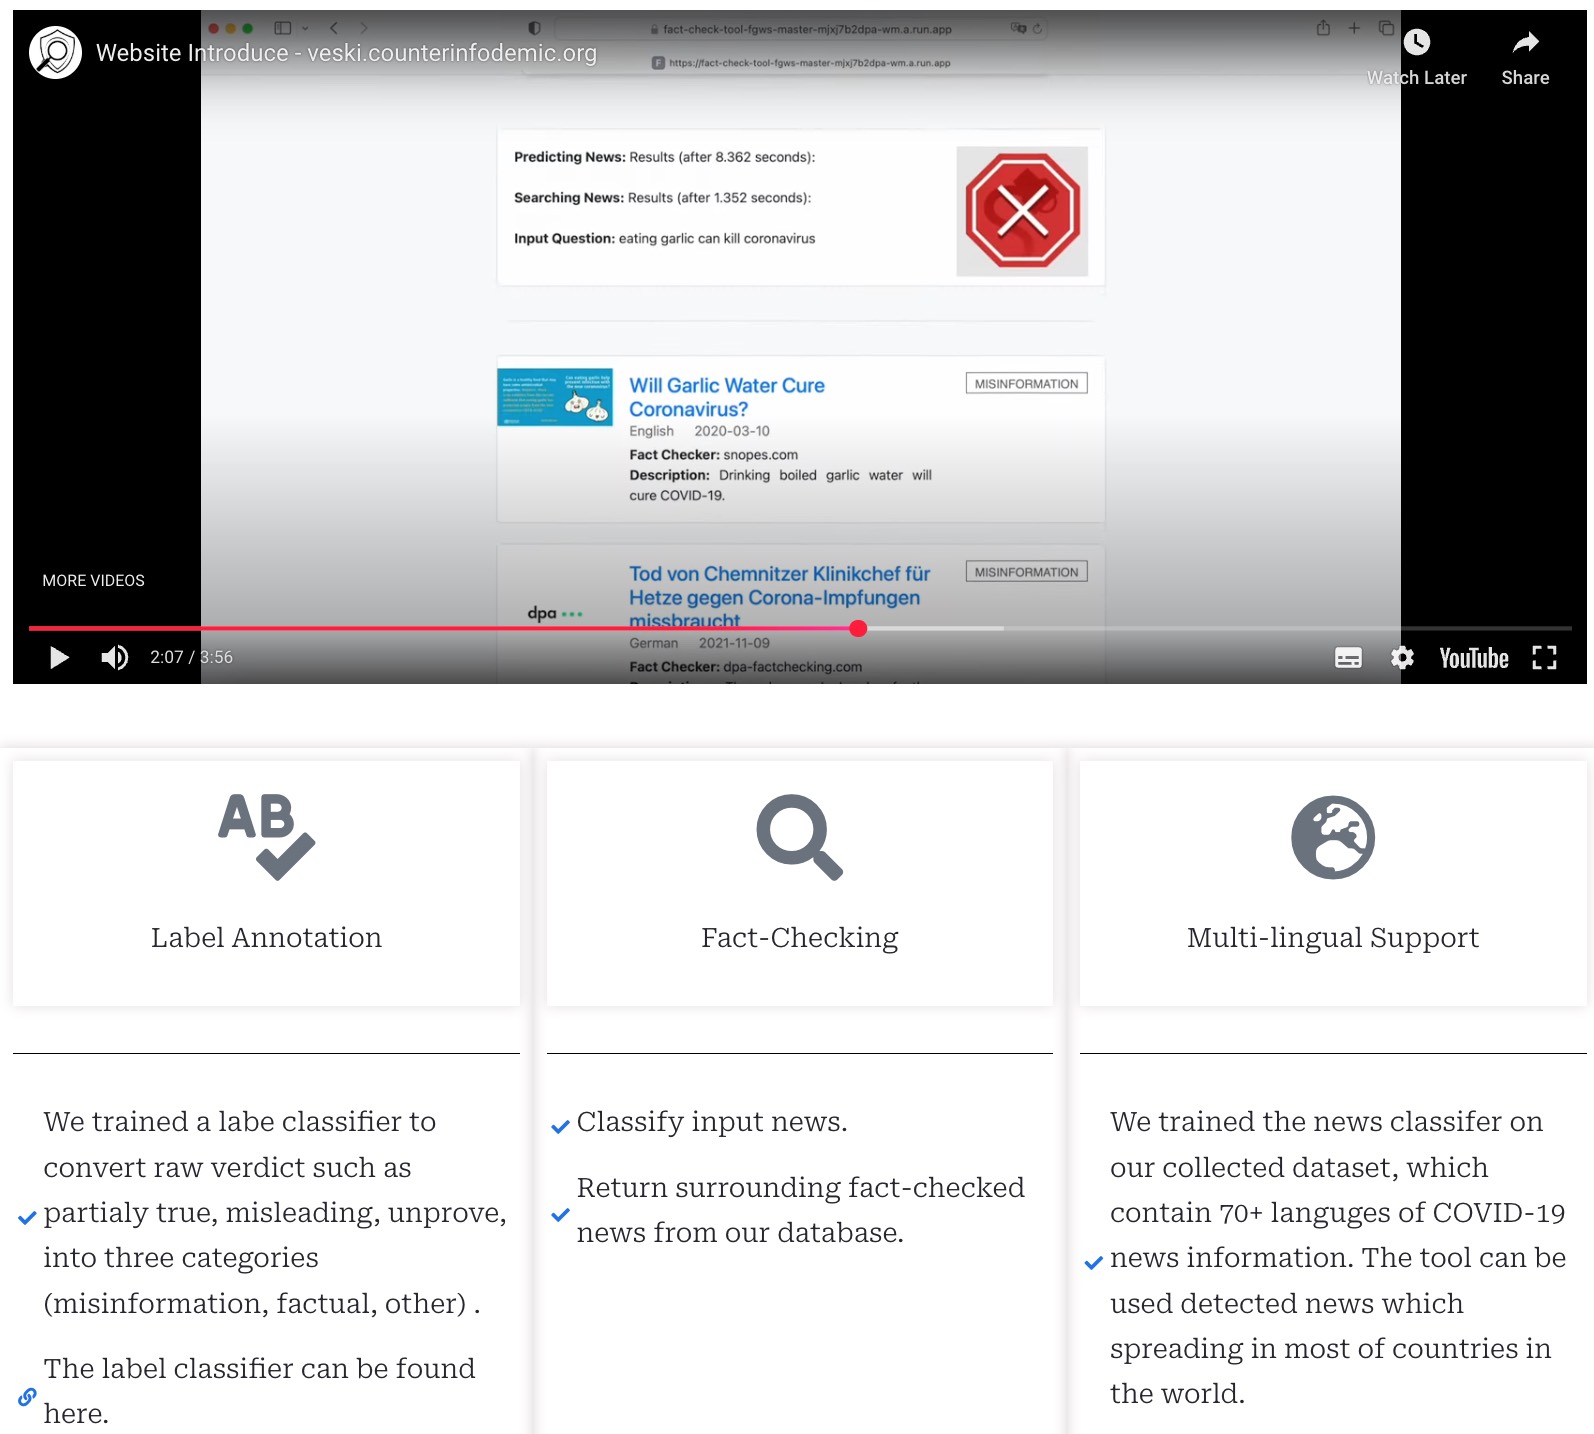 Website Introduce - veski.counterinfodemic.org
fact-check-tool-fgws-master-mjxj7b2dpa-wm.a.run.app
F https://fact-check-tool-fgws-master-mjxj7b2dpa-wm.a.run.app
Watch Later
Share
Predicting News: Results (after 8.362 seconds):
Searching News: Results (after 1.352 seconds):
Input Question: eating garlic can kill coronavirus
Will Garlic Water Cure
Coronavirus?
MISINFORMATION
English 2020-03-10
Fact Checker: snopes.com
Description: Drinking boiled garlic water will
cure COVID-19.
MORE VIDEOS
dpa
Tod von Chemnitzer Klinikchef für
Hetze gegen Corona-Impfungen
missbraucht
MISINFORMATION
German 2021-11-09
Fact Checker: dpa-factchecking.com
2:07 / 3:56
YouTube
AB
Label Annotation
We trained a labe classifier to
convert raw verdict such as
partialy true, misleading, unprove,
into three categories
(misinformation, factual, other) .
The label classifier can be found
here.
Fact-Checking
Classify input news.
Return surrounding fact-checked
news from our database.
Multi-lingual Support
We trained the news classifer on
our collected dataset, which
contain 70+ languges of COVID-19
news information. The tool can be
used detected news which
spreading in most of countries in
the world.